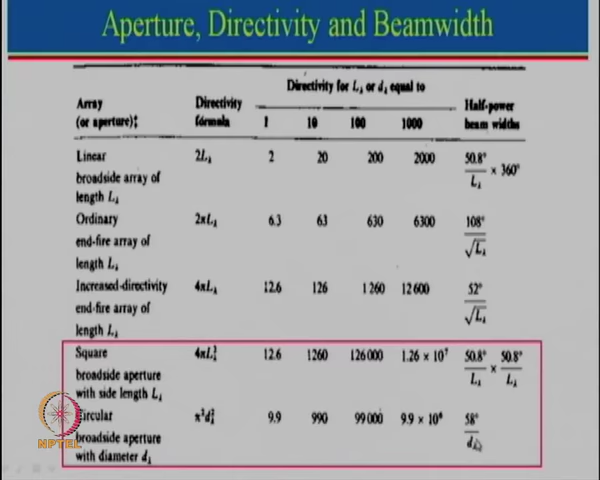 Aperture, Directivity and Beamwidth
Directivity for Lλ or dλ equal to
Array (or aperture)‡ Directivity formula 1 10 100 1000 Half-power beam widths
Linear 2Lλ 2 20 200 2000 50.8°/Lλ × 360°
broadside array of
length Lλ
Ordinary 2πLλ 6.3 63 630 6300 108°/√Lλ
end-fire array of
length Lλ
Increased-directivity 4πLλ 12.6 126 1260 12600 52°/√Lλ
end-fire array of
length Lλ
Square 4πLλ² 12.6 1260 126000 1.26 × 10⁷ 50.8°/Lλ × 50.8°/Lλ
broadside aperture
with side length Lλ
Circular π²dλ² 9.9 990 99000 9.9 × 10⁶ 58°/dλ
broadside aperture
with diameter dλ
NPTEL